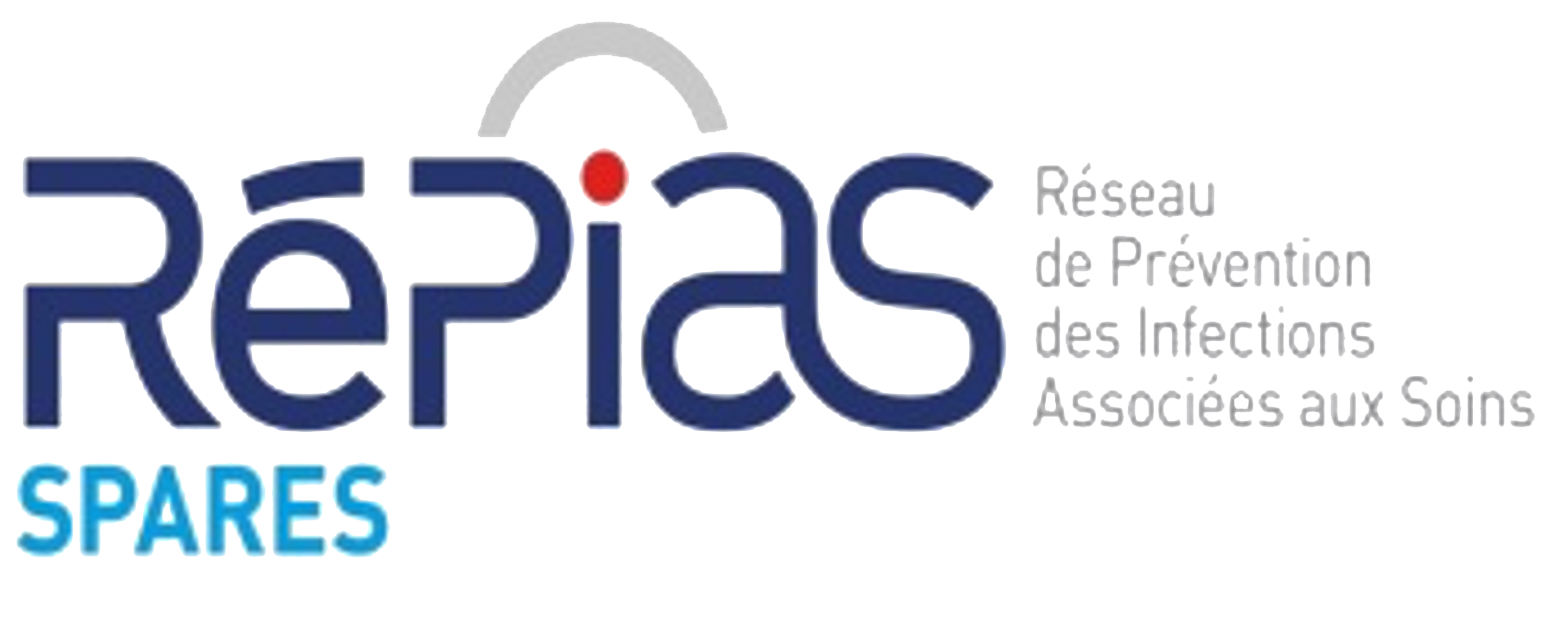 RéPias
Réseau
de Prévention
des Infections
Associées aux Soins
SPARES